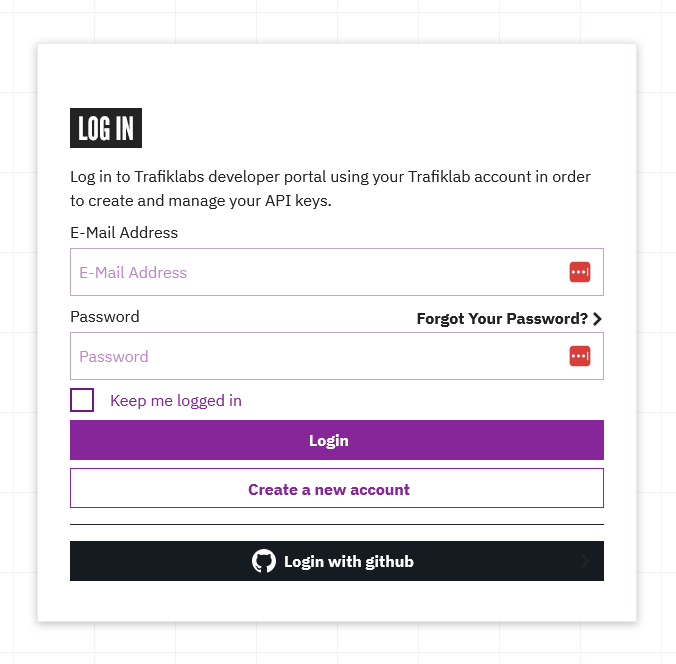 LOG IN
Log in to Trafiklabs developer portal using your Trafiklab account in order
to create and manage your API keys.
E-Mail Address
E-Mail Address
Password
Forgot Your Password?
Password
Keep me logged in
Login
Create a new account
Login with github